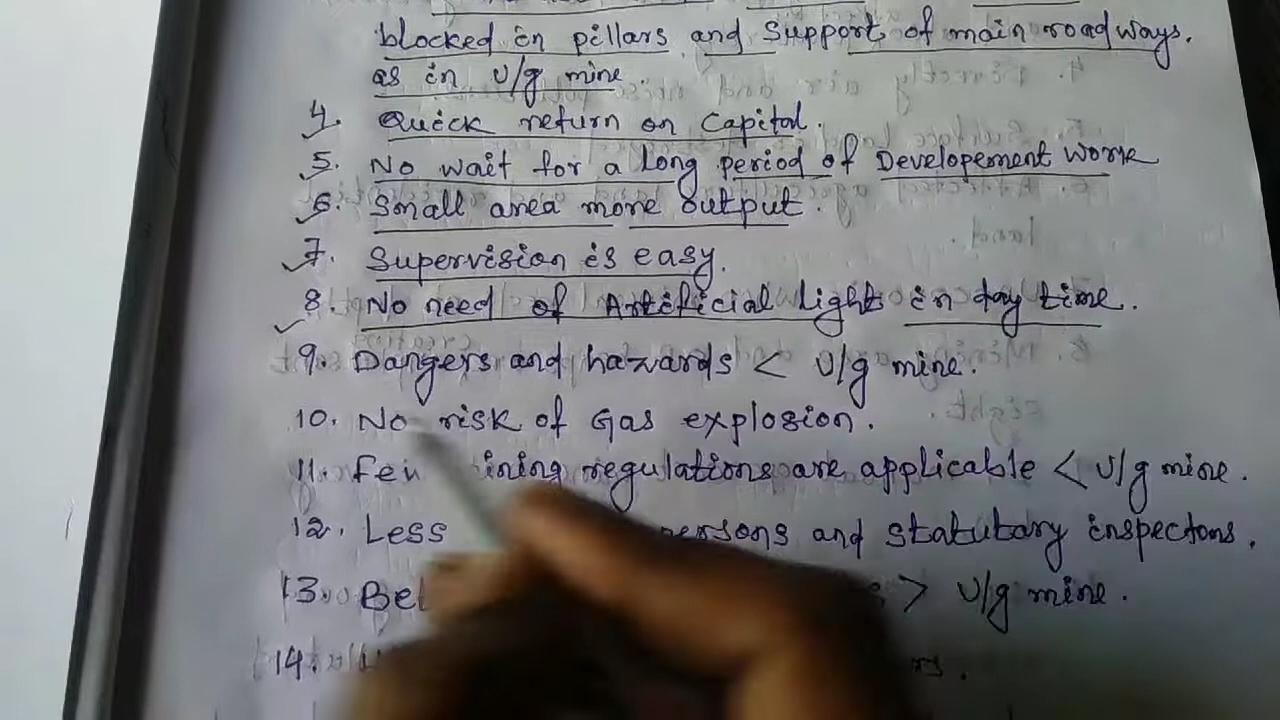 blocked in pillars and support of main roadways.
as in U/g mine.
4. Quick return on Capital.
5. No wait for a long period of Developement work
6. Small area more output.
7. Supervision is easy.
8. No need of Artificial light in day time.
9. Dangers and hazards < U/g mine.
10. No risk of Gas explosion.
11. Few regulations are applicable < U/g mine.
12. Less persons and statutary inspectons.
13. > U/g mine.
14.